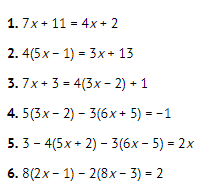 1. 7x + 11 = 4x + 2
2. 4(5x − 1) = 3x + 13
3. 7x + 3 = 4(3x − 2) + 1
4. 5(3x − 2) − 3(6x + 5) = −1
5. 3 − 4(5x + 2) − 3(6x − 5) = 2x
6. 8(2x − 1) − 2(8x − 3) = 2